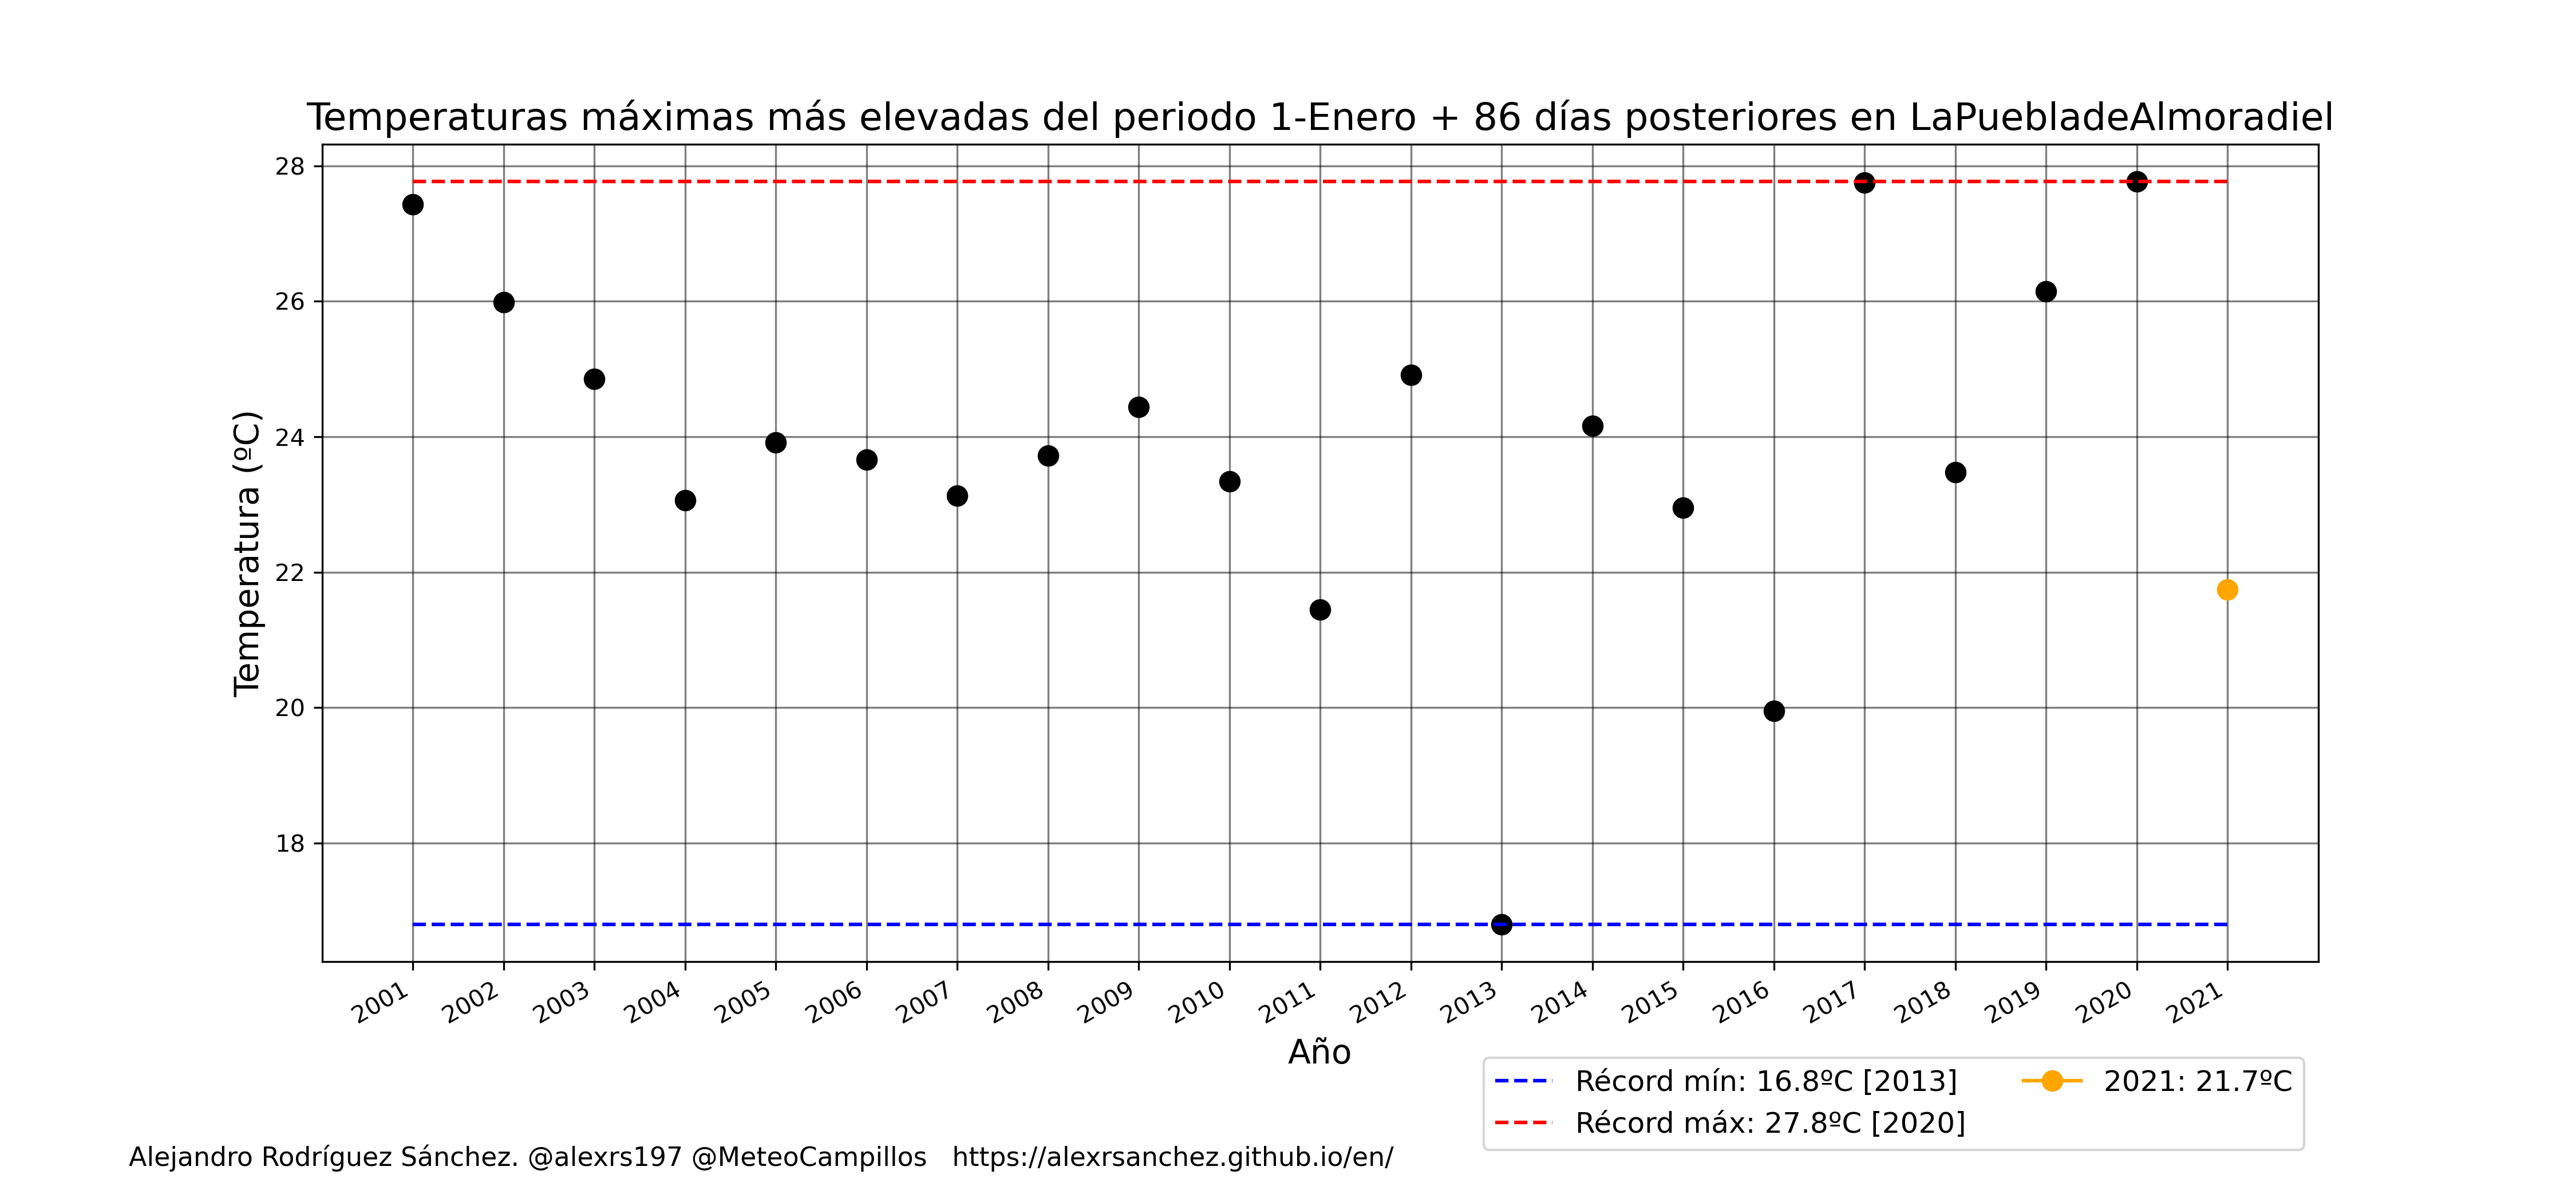 Temperaturas máximas más elevadas del periodo 1-Enero + 86 días posteriores en LaPuebladeAlmoradiel
28
26
24
22
20
18
Temperatura (ºC)
2001 2002 2003 2004 2005 2006 2007 2008 2009 2010 2011 2012 2013 2014 2015 2016 2017 2018 2019 2020 2021
Año
Récord mín: 16.8ºC [2013]
Récord máx: 27.8ºC [2020]
2021: 21.7ºC
Alejandro Rodríguez Sánchez. @alexrs197 @MeteoCampillos https://alexrsanchez.github.io/en/